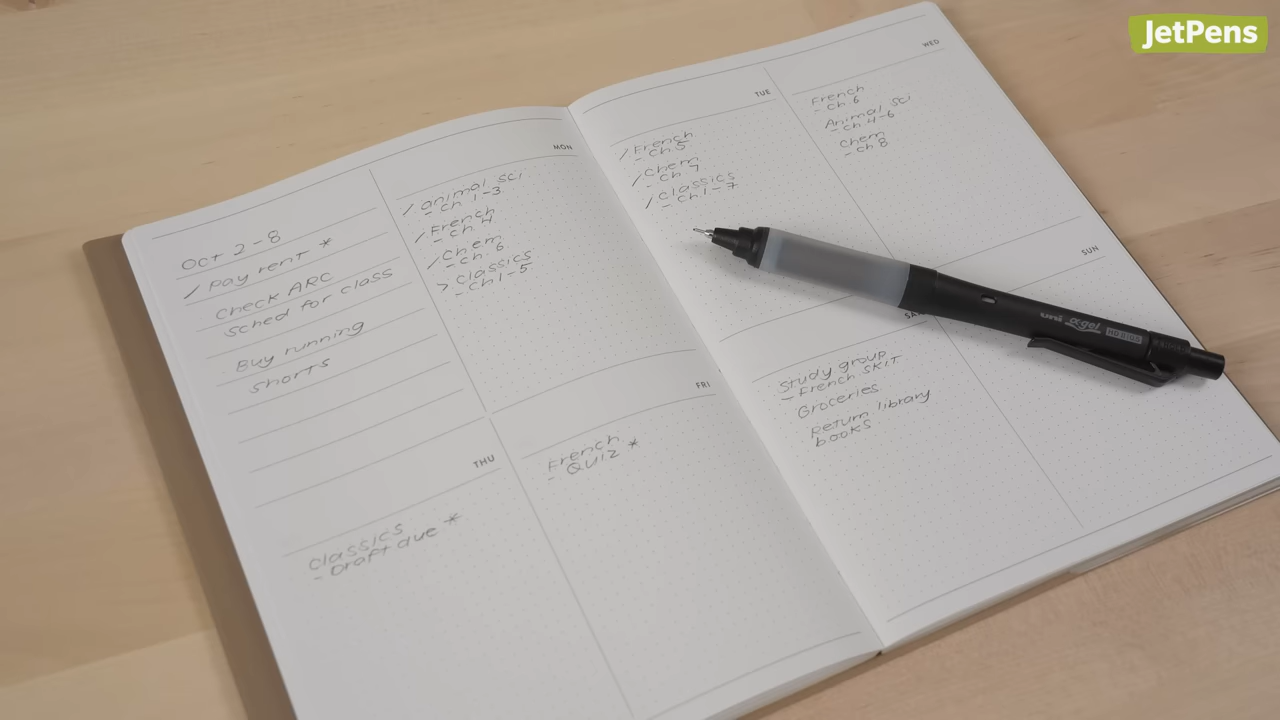 JetPens
Oct 2-8
/ Pay rent *
Check ARC
Sched for class
Buy running
shorts
MON
/ animal sci
- ch 1-3
/ French
- ch 4
/ Chem
- ch. 6
> classics
- ch 1-5
TUE
/ French
- ch.5
/ Chem
- ch 7
/ classics
- ch 1-7
WED
French
- ch. 6
Animal sci
- ch 4-6
Chem
- ch 8
THU
classics
- Draft due *
FRI
French
- QUIZ *
Study group
- French SKIT
Groceries
Return library
books
SUN
uni α-gel